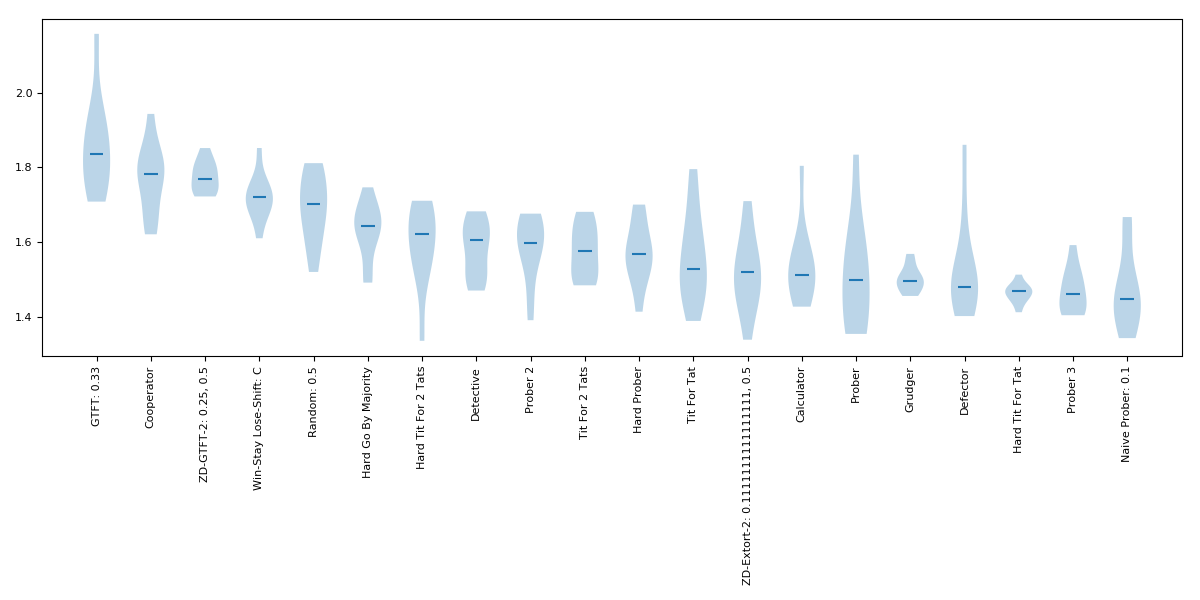 2.0
1.8
1.6
1.4
GTFT: 0.33
Cooperator
ZD-GTFT-2: 0.25, 0.5
Win-Stay Lose-Shift: C
Random: 0.5
Hard Go By Majority
Hard Tit For 2 Tats
Detective
Prober 2
Tit For 2 Tats
Hard Prober
Tit For Tat
ZD-Extort-2: 0.1111111111111111, 0.5
Calculator
Prober
Grudger
Defector
Hard Tit For Tat
Prober 3
Naive Prober: 0.1